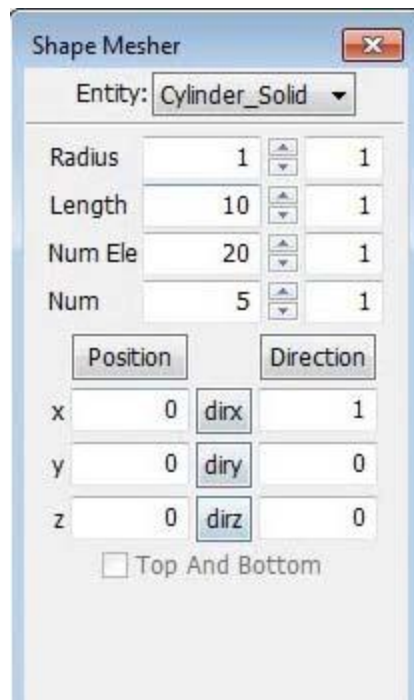 Shape Mesher
Entity: Cylinder_Solid
Radius 1 1
Length 10 1
Num Ele 20 1
Num 5 1
Position Direction
x 0 dirx 1
y 0 diry 0
z 0 dirz 0
Top And Bottom